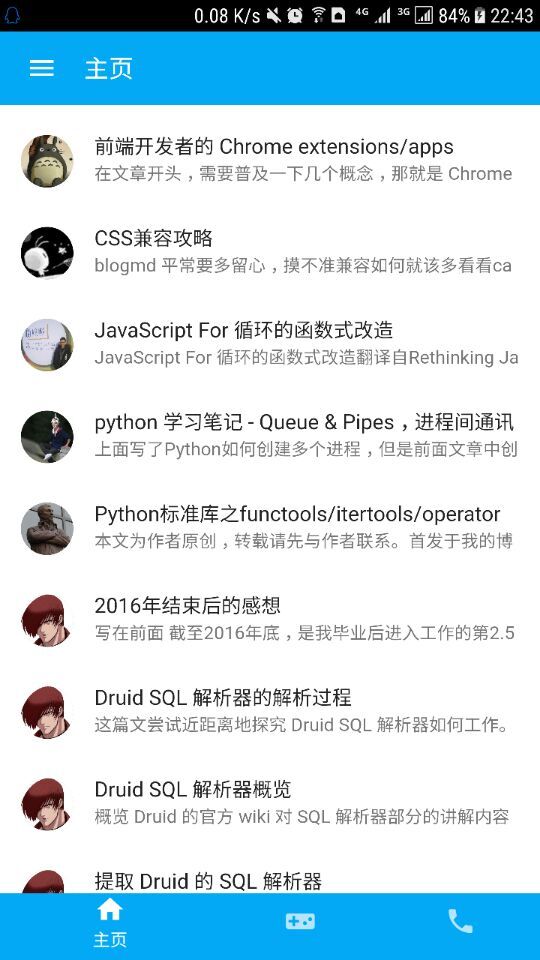 0.08 K/s 4G 3G 84% 22:43
主页
前端开发者的 Chrome extensions/apps
在文章开头，需要普及一下几个概念，那就是 Chrome
CSS兼容攻略
blogmd 平常要多留心，摸不准兼容如何就该多看看ca
JavaScript For 循环的函数式改造
JavaScript For 循环的函数式改造翻译自Rethinking Ja
python 学习笔记 - Queue & Pipes，进程间通讯
上面写了Python如何创建多个进程，但是前面文章中创
Python标准库之functools/itertools/operator
本文为作者原创，转载请先与作者联系。首发于我的博
2016年结束后的感想
写在前面 截至2016年底，是我毕业后进入工作的第2.5
Druid SQL 解析器的解析过程
这篇文尝试近距离地探究 Druid SQL 解析器如何工作。
Druid SQL 解析器概览
概览 Druid 的官方 wiki 对 SQL 解析器部分的讲解内容
提取 Druid 的 SQL 解析器
主页